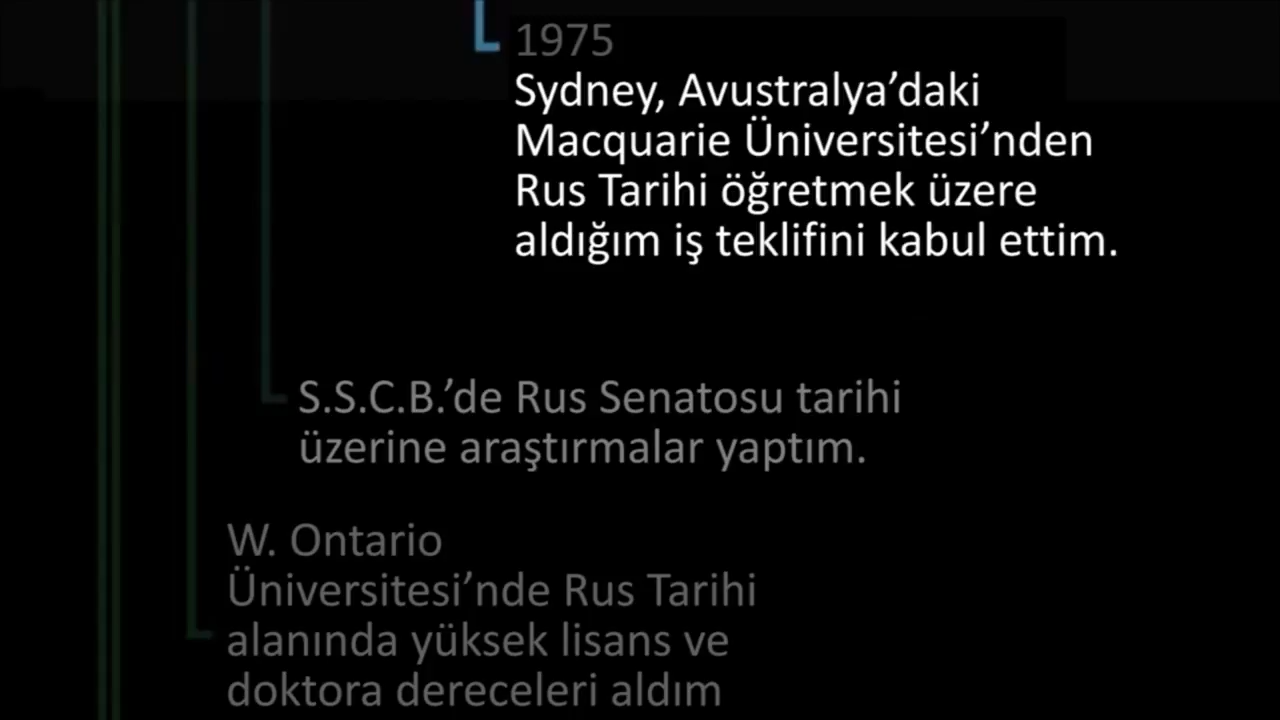 1975
Sydney, Avustralya’daki
Macquarie Üniversitesi’nden
Rus Tarihi öğretmek üzere
aldığım iş teklifini kabul ettim.
S.S.C.B.’de Rus Senatosu tarihi
üzerine araştırmalar yaptım.
W. Ontario
Üniversitesi’nde Rus Tarihi
alanında yüksek lisans ve
doktora dereceleri aldım